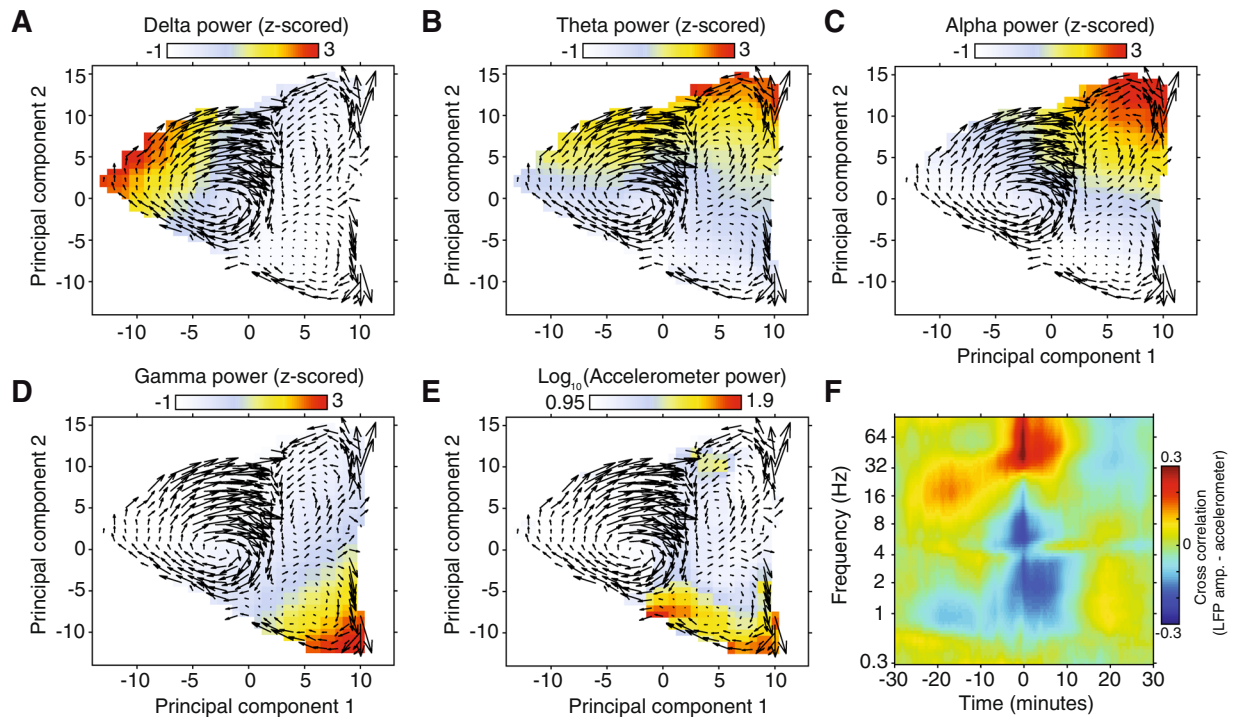 A
Delta power (z-scored)
-1 3
Principal component 2
15
10
5
0
-5
-10
-10 -5 0 5 10
B
Theta power (z-scored)
-1 3
Principal component 2
15
10
5
0
-5
-10
-10 -5 0 5 10
C
Alpha power (z-scored)
-1 3
Principal component 2
15
10
5
0
-5
-10
-10 -5 0 5 10
Principal component 1
D
Gamma power (z-scored)
-1 3
Principal component 2
15
10
5
0
-5
-10
-10 -5 0 5 10
Principal component 1
E
Log10(Accelerometer power)
0.95 1.9
Principal component 2
15
10
5
0
-5
-10
-10 -5 0 5 10
Principal component 1
F
Frequency (Hz)
64
32
16
8
4
2
1
0.3
-30 -20 -10 0 10 20 30
Time (minutes)
0.3
0
-0.3
Cross correlation
(LFP amp. - accelerometer)